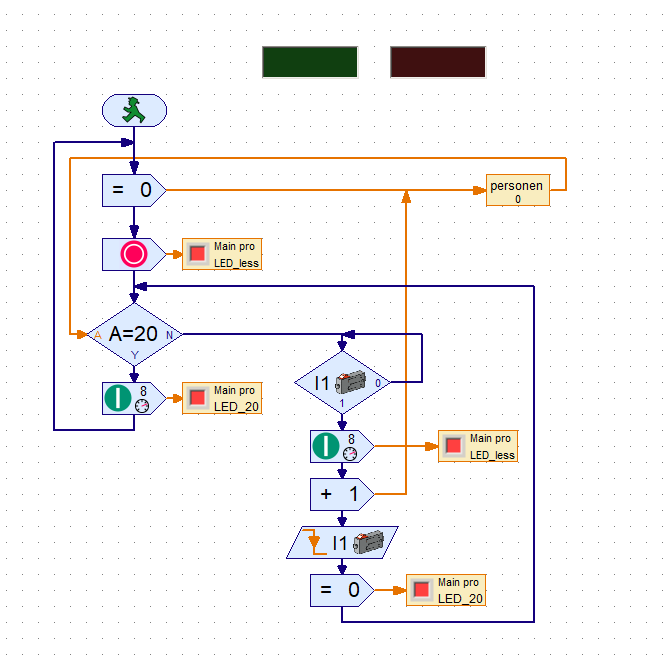 = 0
personen
0
Main pro
LED_less
A
A=20
N
Y
I1
0
1
8
Main pro
LED_20
8
Main pro
LED_less
+ 1
I1
= 0
Main pro
LED_20